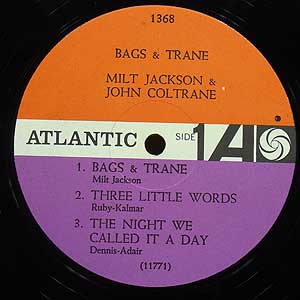 1368
BAGS & TRANE
MILT JACKSON &
JOHN COLTRANE
ATLANTIC SIDE 1 A
1. BAGS & TRANE
Milt Jackson
2. THREE LITTLE WORDS
Ruby-Kalmar
3. THE NIGHT WE
CALLED IT A DAY
Dennis-Adair
(11771)